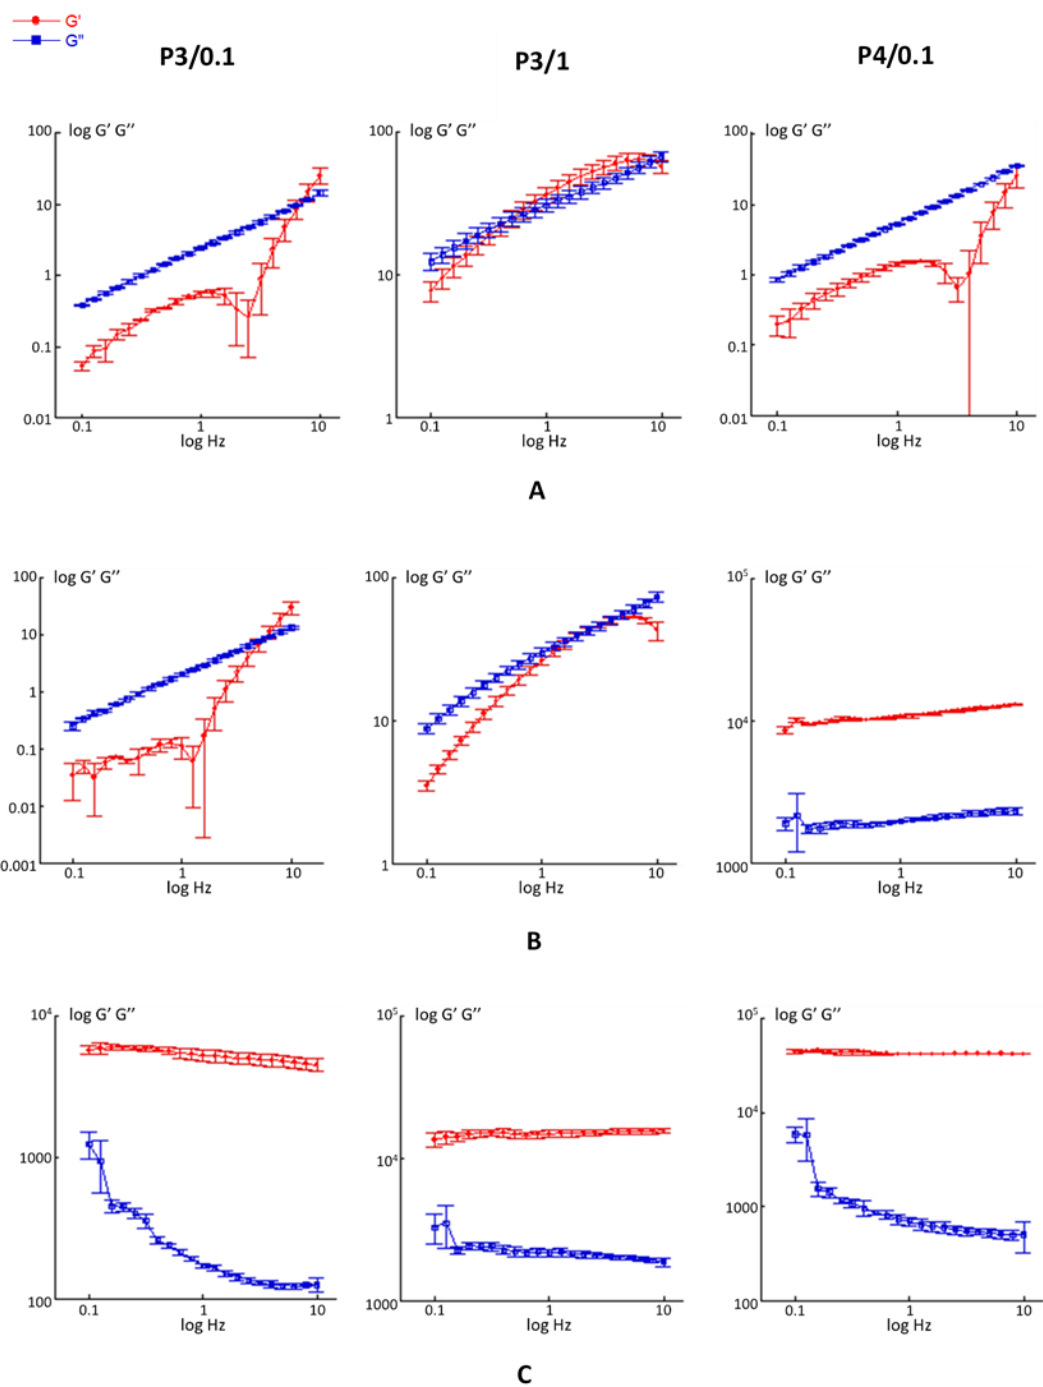 G'
G"
P3/0.1 P3/1 P4/0.1
log G' G'' log G' G'' log G' G''
100 100 100
10 10
1 10 1
0.1 0.1
0.01 1 0.01
0.1 1 10 0.1 1 10 0.1 1 10
log Hz log Hz log Hz
A
log G' G'' log G' G'' log G' G''
100 100 10⁵
10
1 10 10⁴
0.1
0.01
0.001 1 1000
0.1 1 10 0.1 1 10 0.1 1 10
log Hz log Hz log Hz
B
log G' G'' log G' G'' log G' G''
10⁴ 10⁵ 10⁵
10⁴
1000 10⁴
1000
100 1000 100
0.1 1 10 0.1 1 10 0.1 1 10
log Hz log Hz log Hz
C